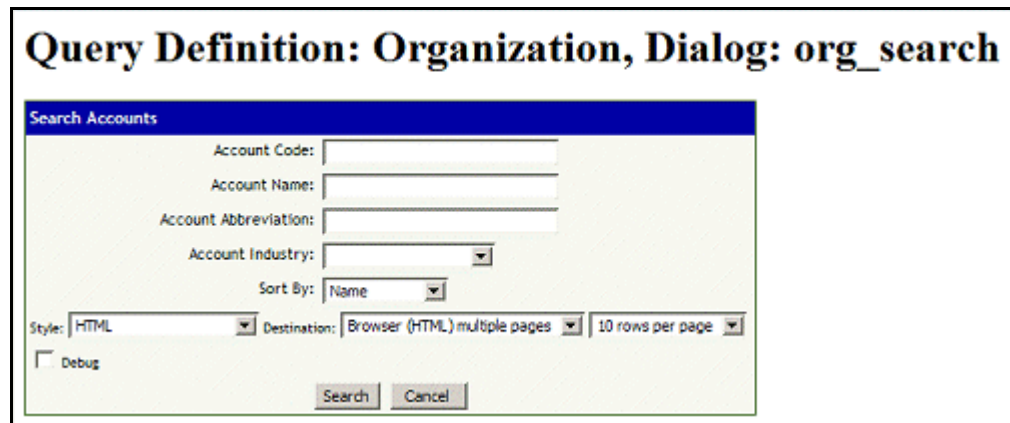 Query Definition: Organization, Dialog: org_search
Search Accounts
Account Code:
Account Name:
Account Abbreviation:
Account Industry:
Sort By: Name
Style: HTML Destination: Browser (HTML) multiple pages 10 rows per page
Debug
Search Cancel